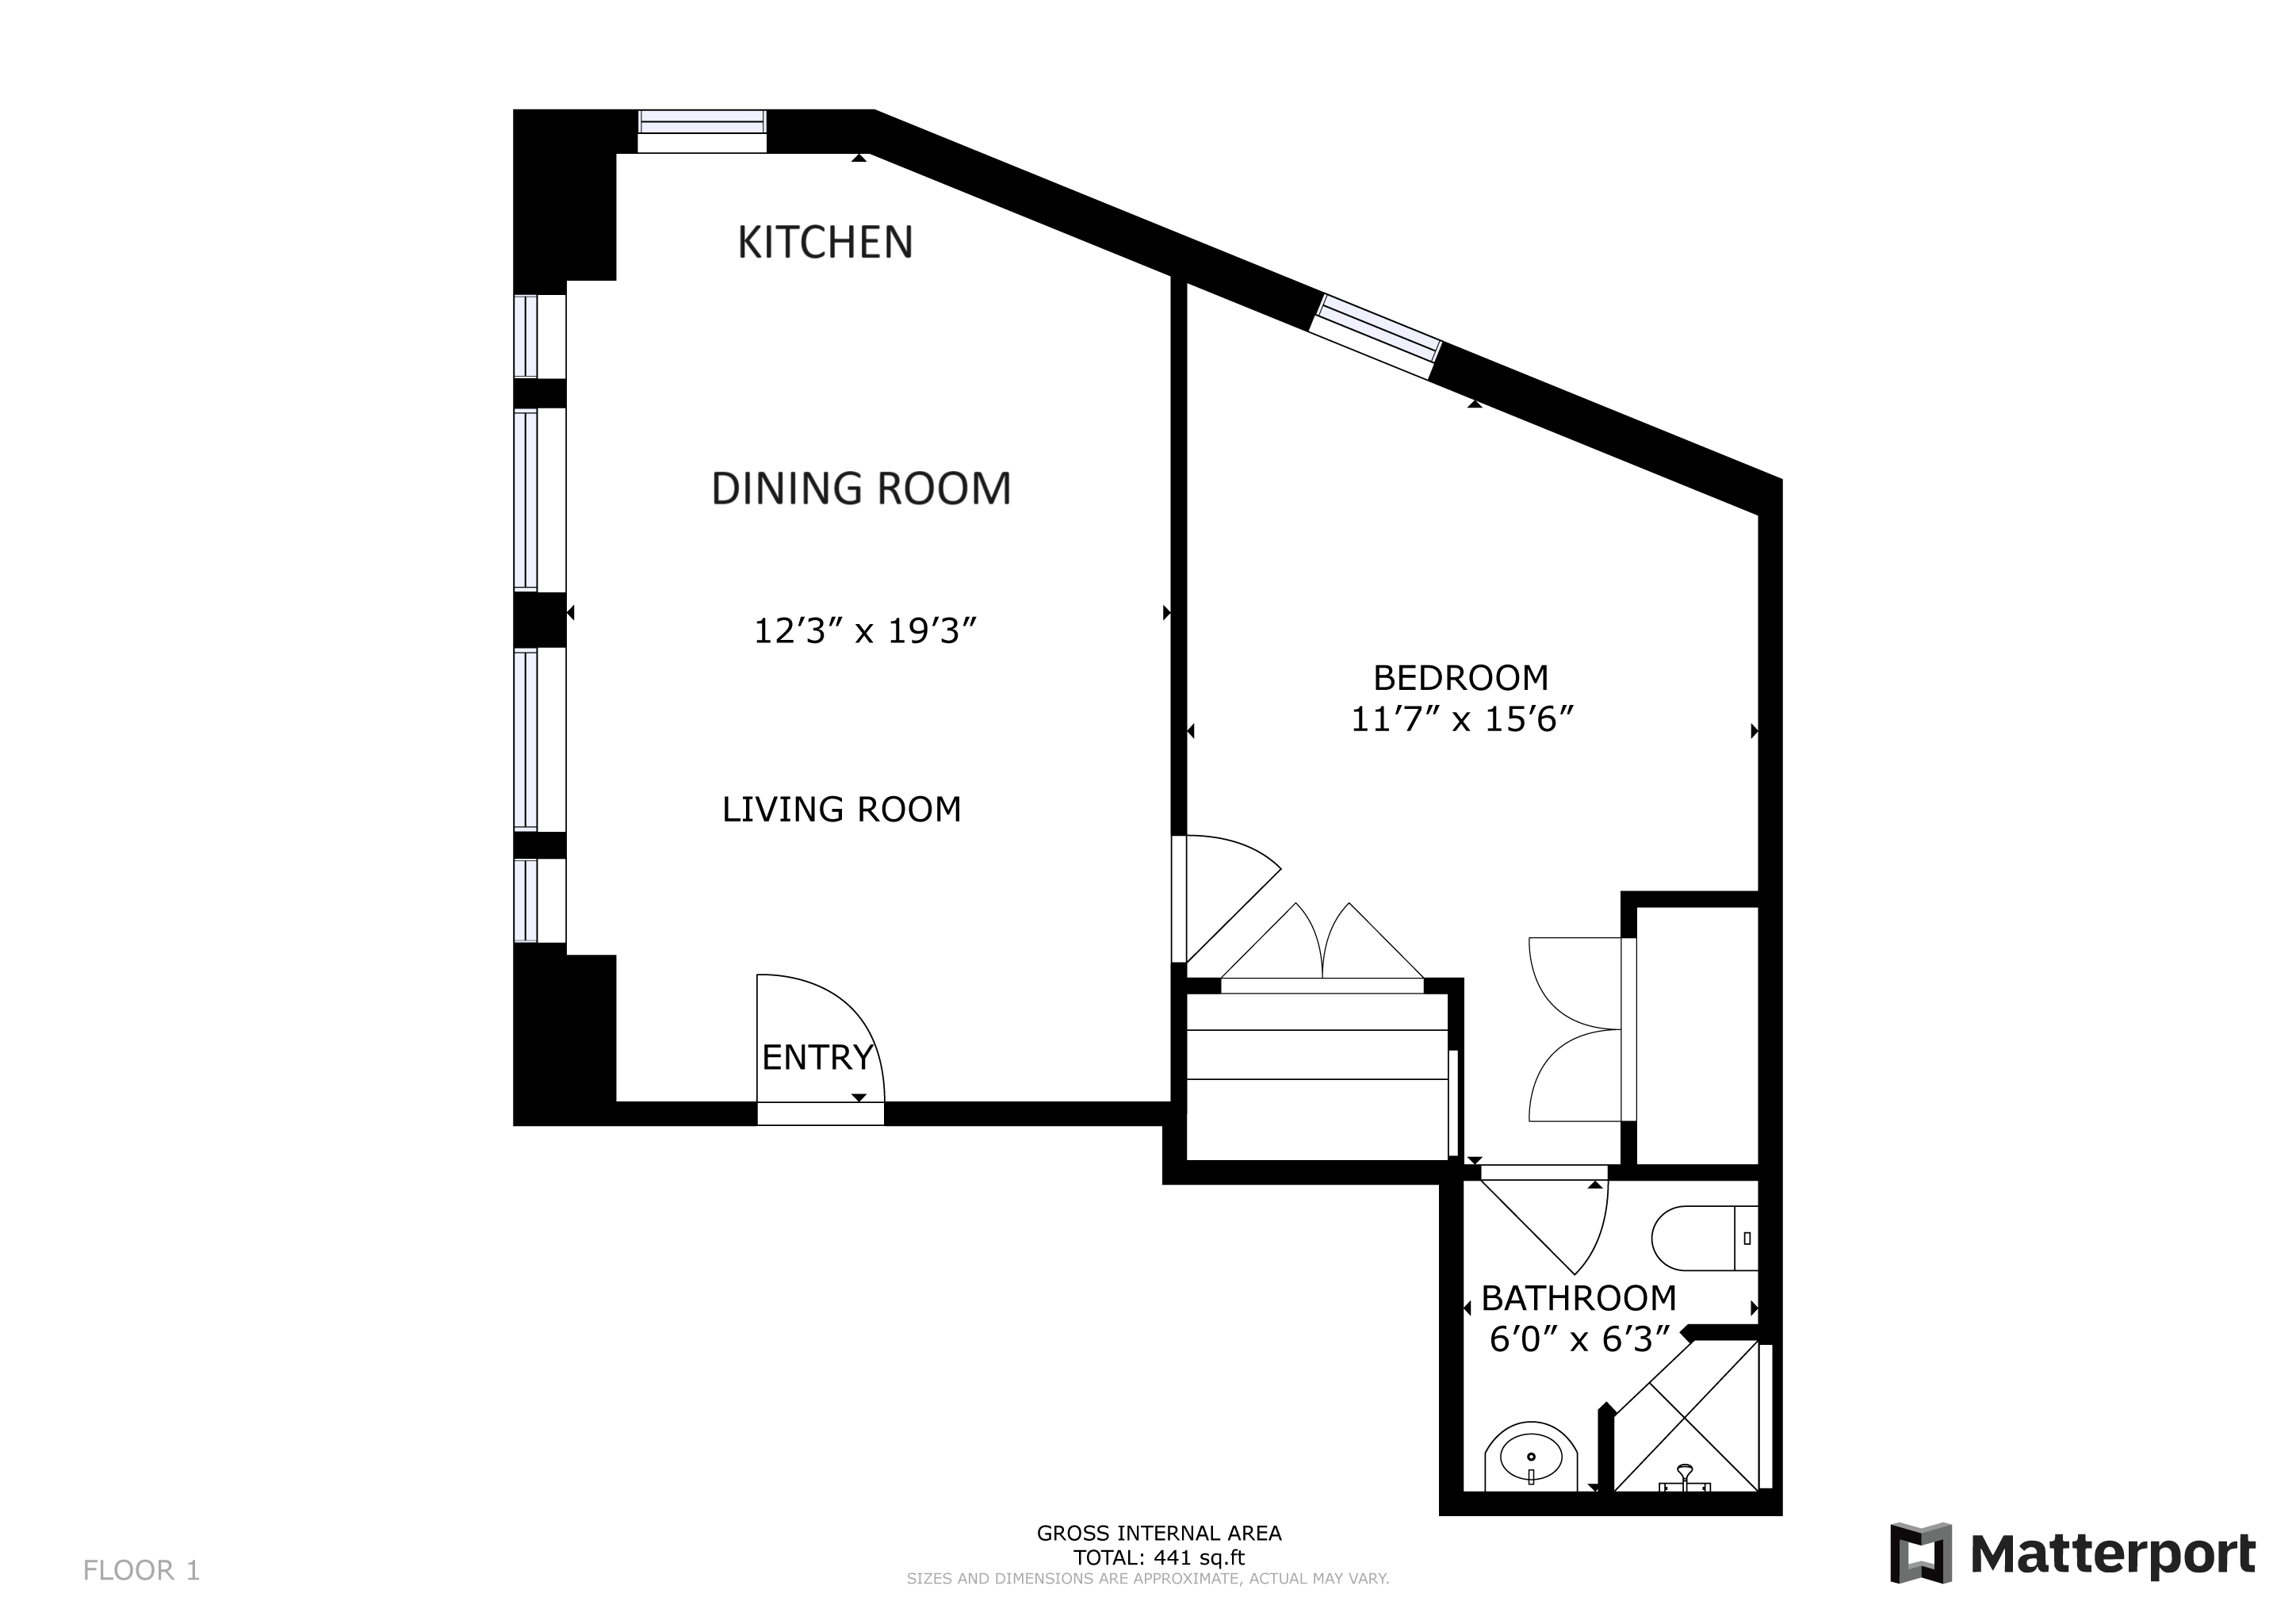 KITCHEN
DINING ROOM
12′3″ x 19′3″
BEDROOM
11′7″ x 15′6″
LIVING ROOM
ENTRY
BATHROOM
6′0″ x 6′3″
GROSS INTERNAL AREA
TOTAL: 441 sq.ft
SIZES AND DIMENSIONS ARE APPROXIMATE, ACTUAL MAY VARY.
FLOOR 1
Matterport